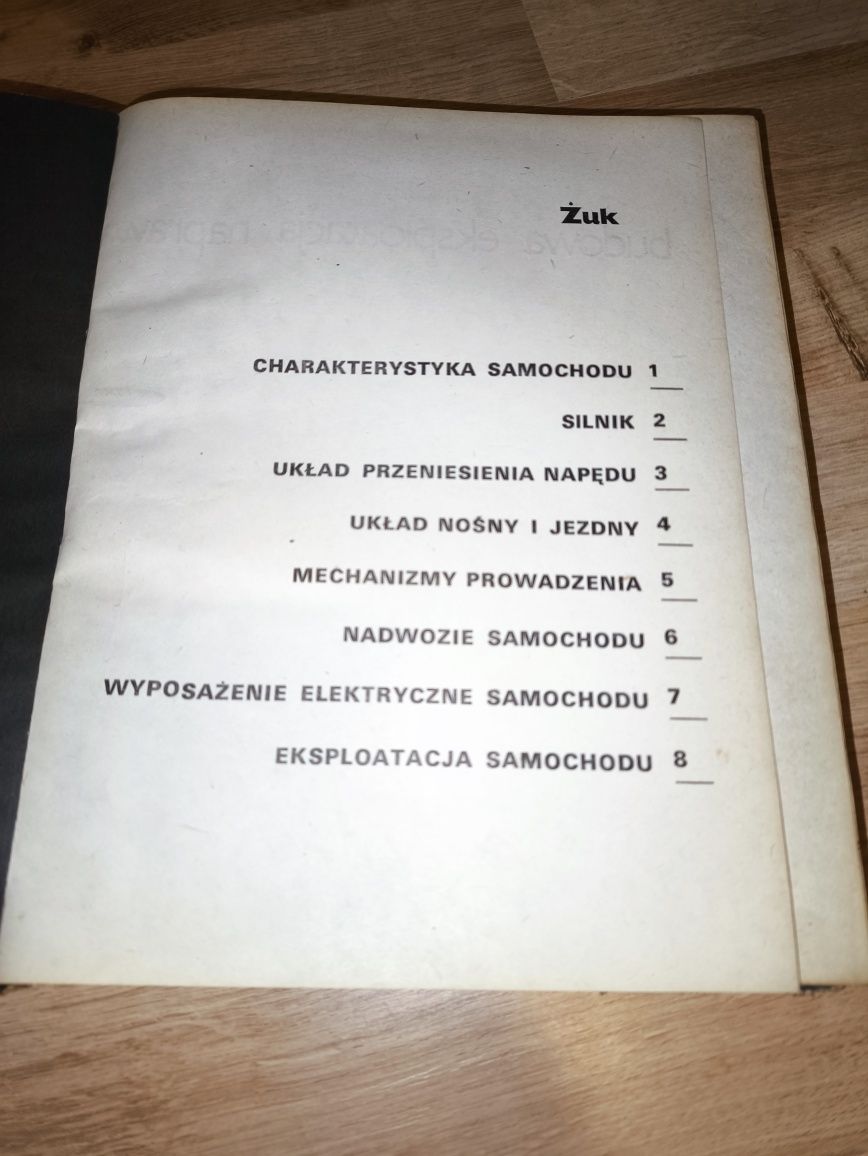 Żuk
CHARAKTERYSTYKA SAMOCHODU 1
SILNIK 2
UKŁAD PRZENIESIENIA NAPĘDU 3
UKŁAD NOŚNY I JEZDNY 4
MECHANIZMY PROWADZENIA 5
NADWOZIE SAMOCHODU 6
WYPOSAŻENIE ELEKTRYCZNE SAMOCHODU 7
EKSPLOATACJA SAMOCHODU 8